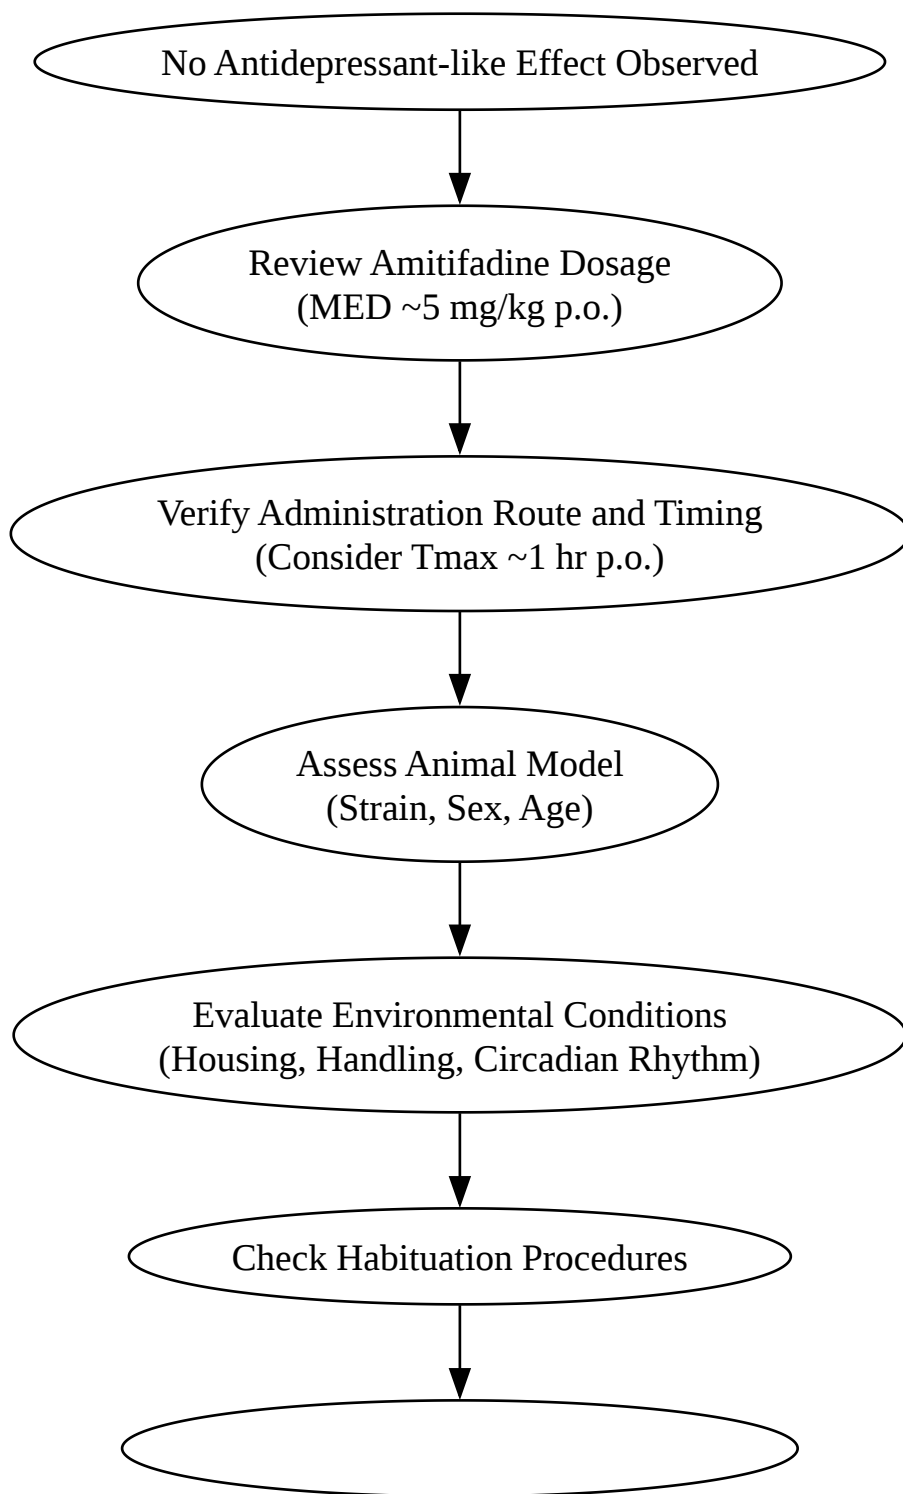 No Antidepressant-like Effect Observed
Review Amitifadine Dosage
(MED ~5 mg/kg p.o.)
Verify Administration Route and Timing
(Consider Tmax ~1 hr p.o.)
Assess Animal Model
(Strain, Sex, Age)
Evaluate Environmental Conditions
(Housing, Handling, Circadian Rhythm)
Check Habituation Procedures